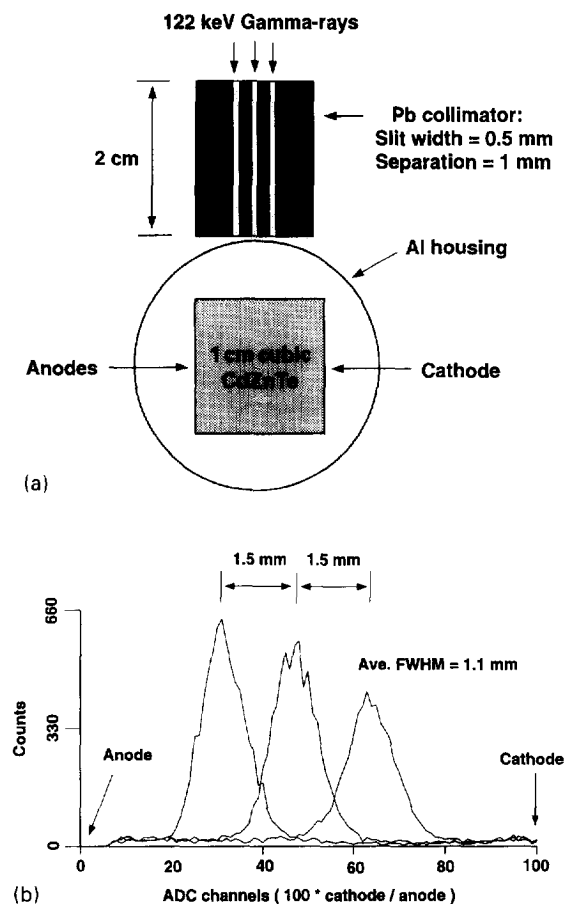 122 keV Gamma-rays
2 cm
Pb collimator:
Slit width = 0.5 mm
Separation = 1 mm
Al housing
Anodes
1 cm cubic
CdZnTe
Cathode
(a)
1.5 mm 1.5 mm
660
330
0
Counts
Ave. FWHM = 1.1 mm
Anode
Cathode
0 20 40 60 80 100
(b)
ADC channels ( 100 * cathode / anode )